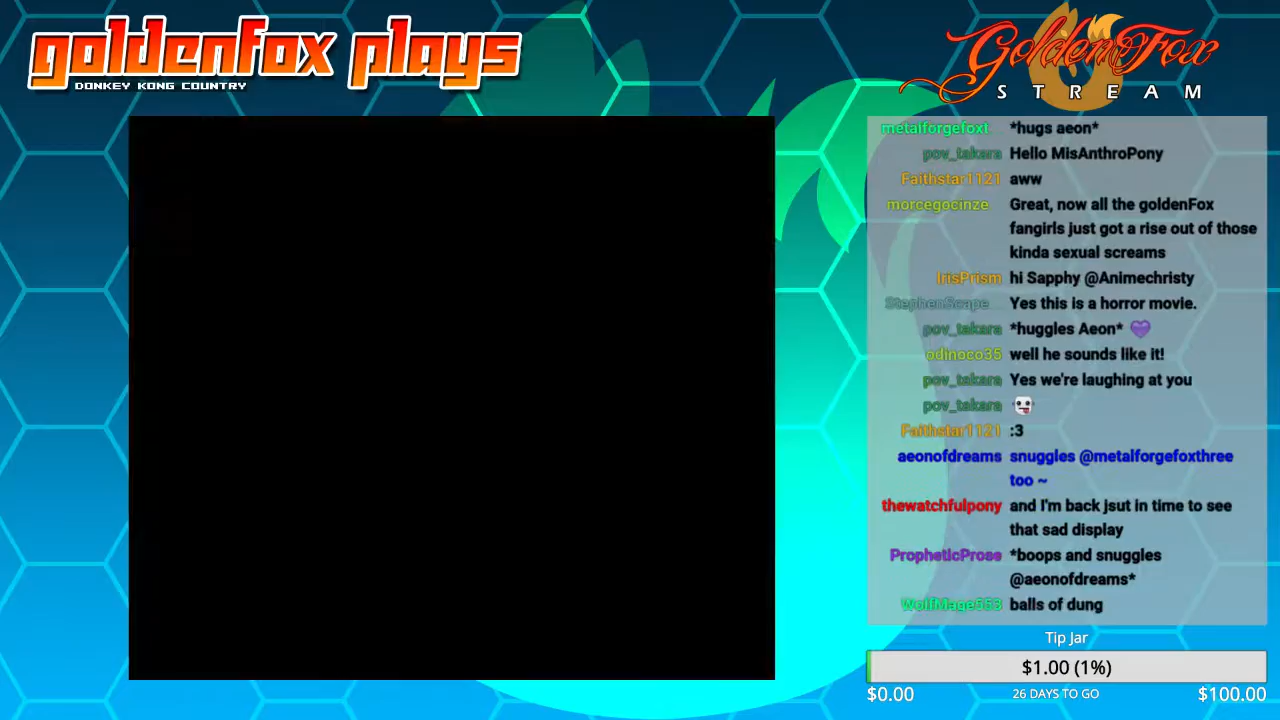 goldenfox plays
DONKEY KONG COUNTRY
GoldenFox
STREAM
metalforgefoxt *hugs aeon*
pov_takara Hello MisAnthroPony
Faithstar1121 aww
morcegocinze Great, now all the goldenFox
fangirls just got a rise out of those
kinda sexual screams
IrisPrism hi Sapphy @Animechristy
StephenScape Yes this is a horror movie.
pov_takara *huggles Aeon* 💜
odinoco35 well he sounds like it!
pov_takara Yes we're laughing at you
pov_takara 👻
Faithstar1121 :3
aeonofdreams snuggles @metalforgefoxthree
too ~
thewatchfulpony and I'm back jsut in time to see
that sad display
PropheticProse *boops and snuggles
@aeonofdreams*
WolfMage553 balls of dung
Tip Jar
$1.00 (1%)
$0.00 26 DAYS TO GO $100.00